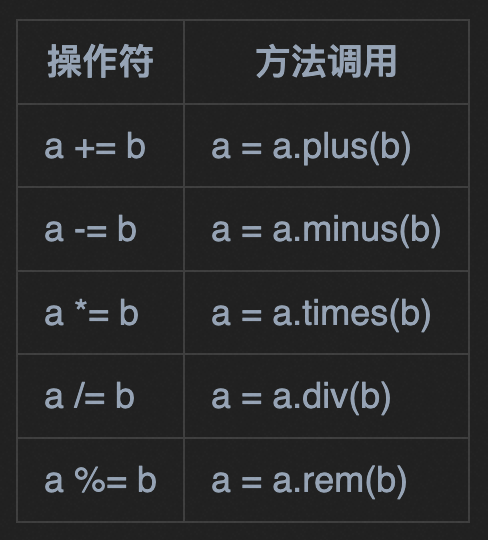 操作符 方法调用
a += b a = a.plus(b)
a -= b a = a.minus(b)
a *= b a = a.times(b)
a /= b a = a.div(b)
a %= b a = a.rem(b)